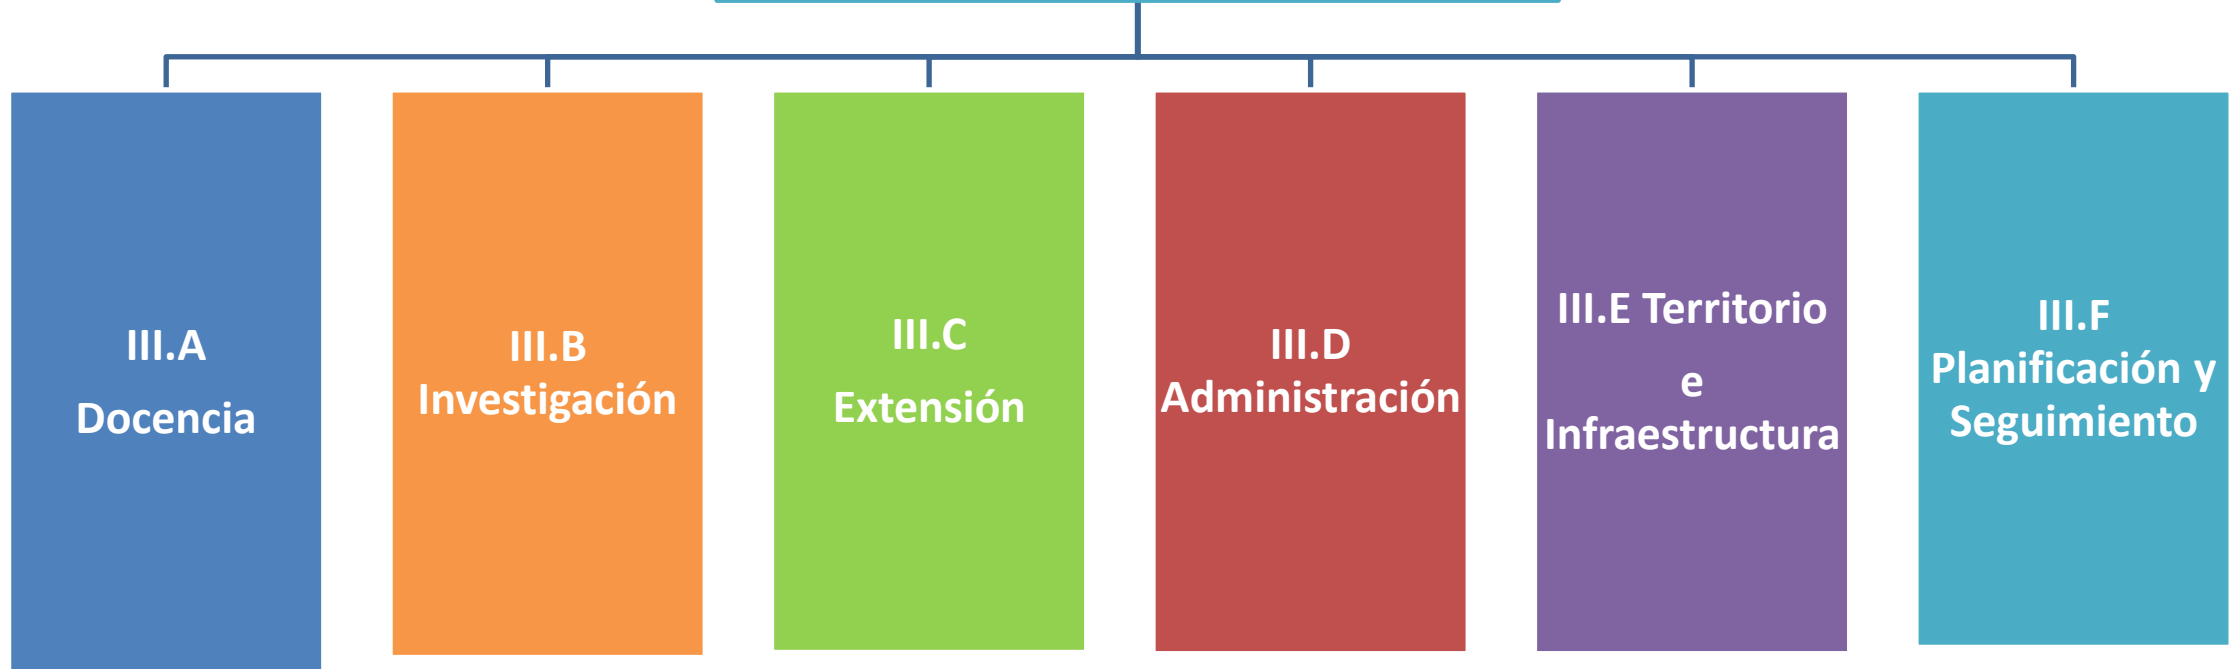 III.A
Docencia
III.B
Investigación
III.C
Extensión
III.D
Administración
III.E Territorio
e
Infraestructura
III.F
Planificación y
Seguimiento